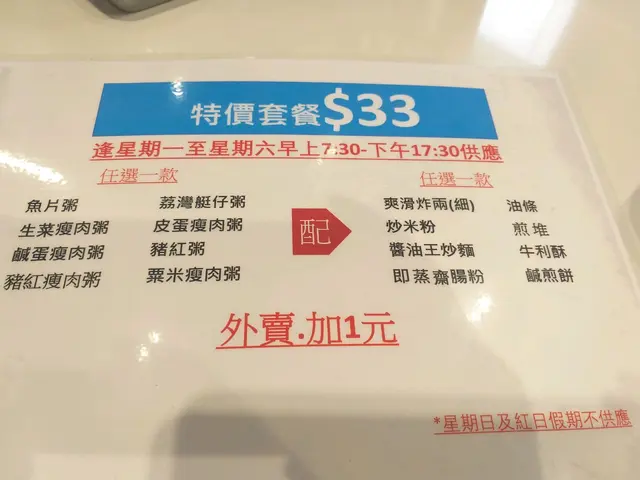 特價套餐$33
逢星期一至星期六早上7:30-下午17:30供應
任選一款 任選一款
魚片粥 荔灣艇仔粥 爽滑炸兩(細) 油條
生菜瘦肉粥 皮蛋瘦肉粥 配 炒米粉 煎堆
鹹蛋瘦肉粥 豬紅粥 醬油王炒麵 牛利酥
豬紅瘦肉粥 粟米瘦肉粥 即蒸齋腸粉 鹹煎餅
外賣.加1元
*星期日及紅日假期不供應